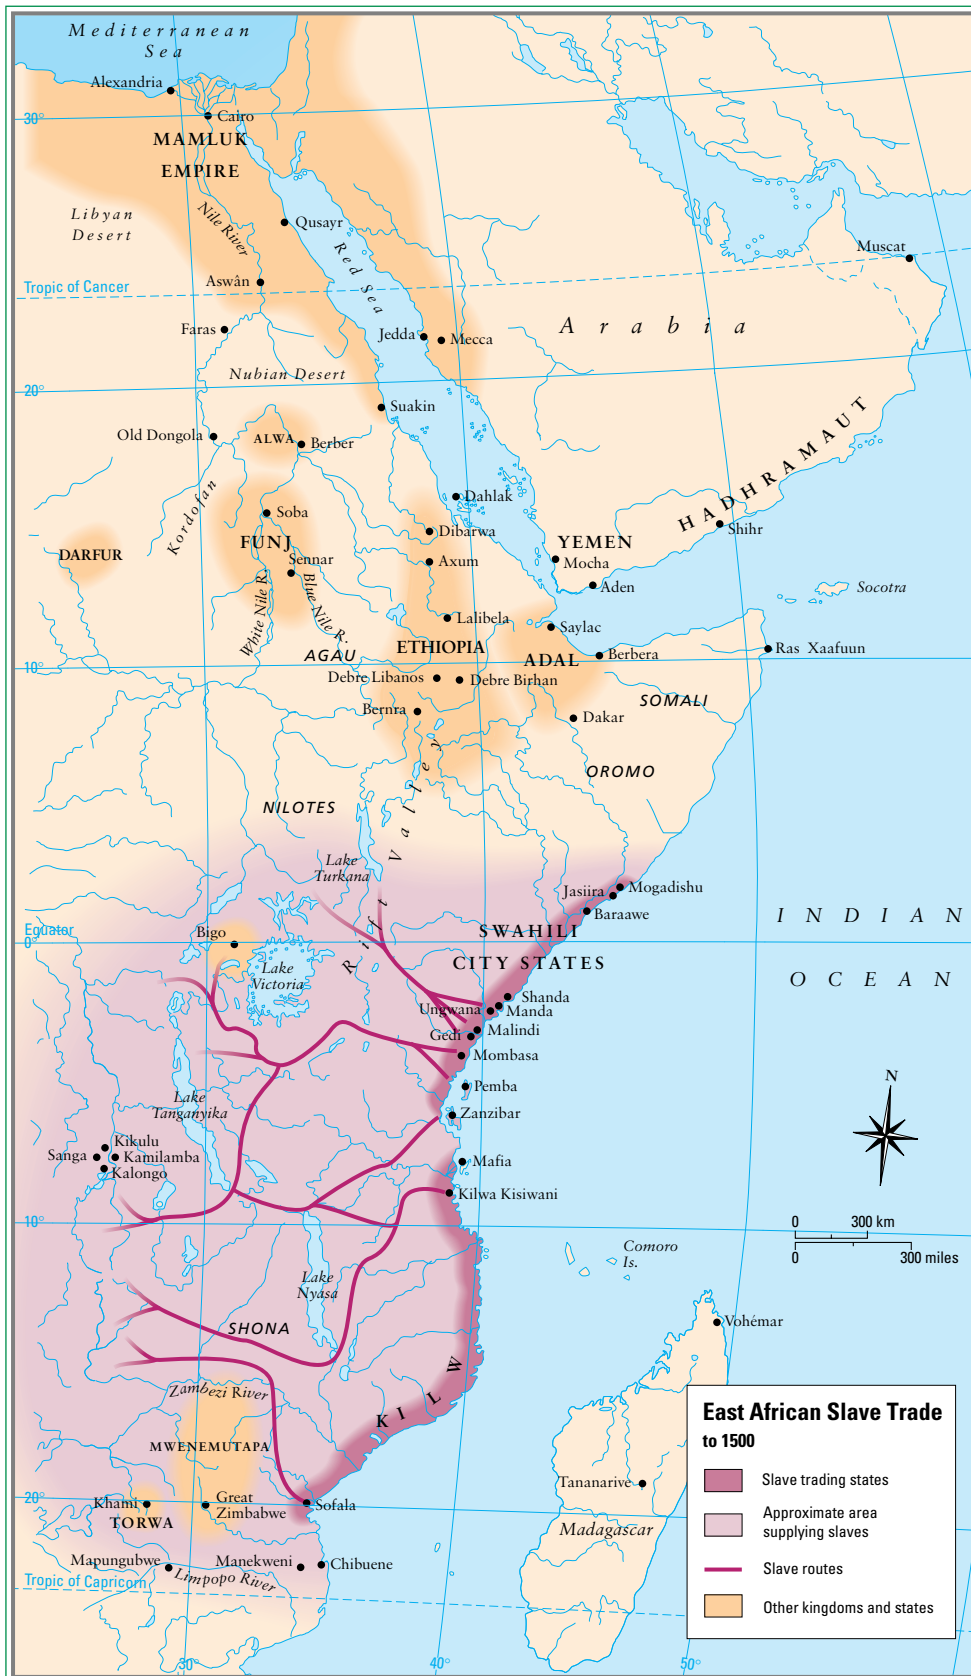 Mediterranean
Sea
Alexandria
Cairo
30°
MAMLUK
EMPIRE
Libyan
Desert
Nile River
Qusayr
Red Sea
Muscat
Aswân
Tropic of Cancer
Faras
Jedda
Mecca
Arabia
Nubian Desert
20°
Suakin
Old Dongola
ALWA
Berber
HADHRAMAUT
Kordofan
Dahlak
Soba
Dibarwa
Shihr
FUNJ
YEMEN
DARFUR
Sennar
Axum
Mocha
Aden
Socotra
White Nile R.
Blue Nile R.
Lalibela
Saylac
AGAU
ETHIOPIA
ADAL
Berbera
Ras Xaafuun
10°
Debre Libanos
Debre Birhan
SOMALI
Bernra
Dakar
OROMO
NILOTES
Rift Valley
Lake
Turkana
Jasiira
Mogadishu
Baraawe
INDIAN
OCEAN
Equator
0°
Bigo
SWAHILI
CITY STATES
Lake
Victoria
Shanda
Ungwana
Manda
Malindi
Gedi
Mombasa
N
Pemba
Lake
Tanganyika
Zanzibar
Kikulu
Sanga
Kamilamba
Kalongo
Mafia
Kilwa Kisiwani
10°
0
300 km
0
300 miles
Comoro
Is.
Lake
Nyasa
SHONA
Vohémar
KILW
Zambezi River
MWENEMUTAPA
East African Slave Trade
to 1500
Slave trading states
Approximate area
supplying slaves
Slave routes
Other kingdoms and states
20°
Khami
Great
Zimbabwe
Sofala
TORWA
Tananarive
Madagascar
Mapungubwe
Manekweni
Chibuene
Limpopo River
Tropic of Capricorn
30°
40°
50°